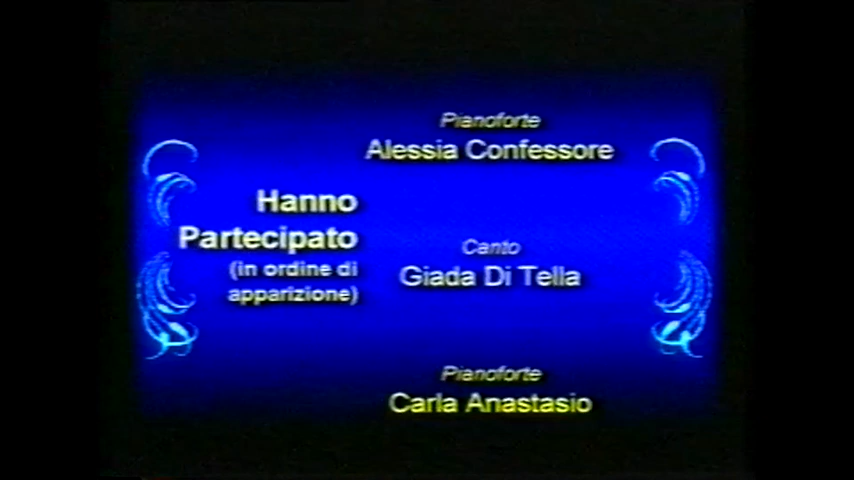 Hanno
Partecipato
(in ordine di
apparizione)
Pianoforte
Alessia Confessore
Canto
Giada Di Tella
Pianoforte
Carla Anastasio